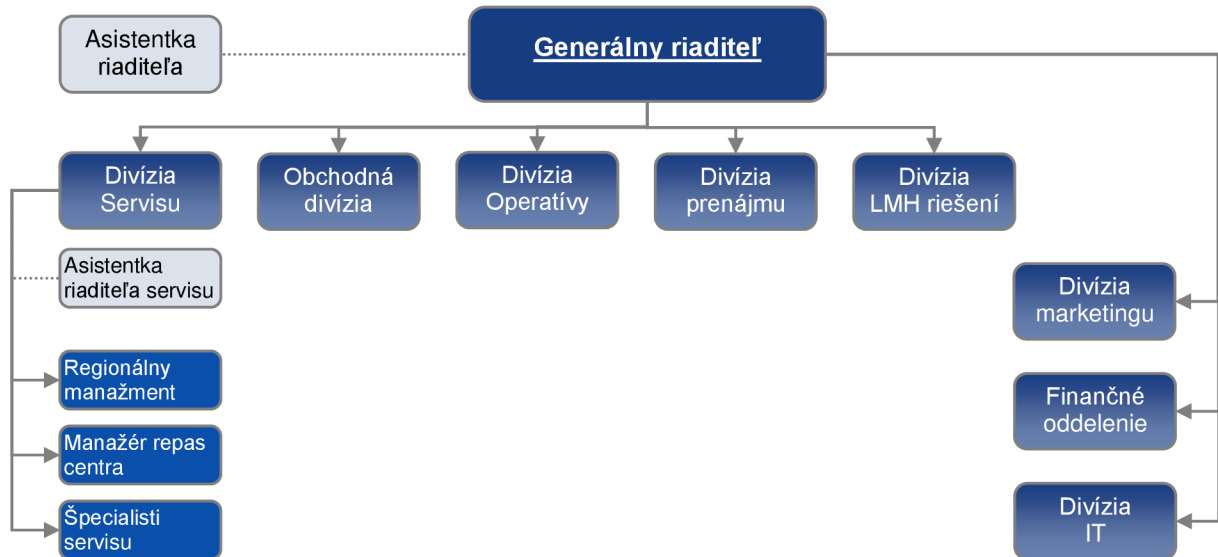 Asistentka
riaditeľa
Generálny riaditeľ
Divízia
Servisu
Obchodná
divízia
Divízia
Operatívy
Divízia
prenájmu
Divízia
LMH riešení
Asistentka
riaditeľa servisu
Regionálny
manažment
Manažér repas
centra
Špecialisti
servisu
Divízia
marketingu
Finančné
oddelenie
Divízia
IT